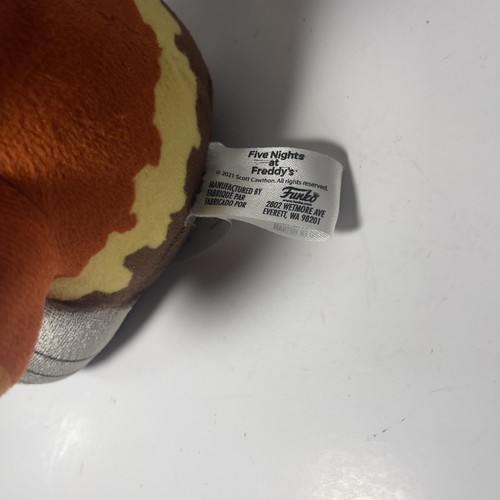 Five Nights
at
Freddy's
© 2021 Scott Cawthon. All rights reserved.
MANUFACTURED BY
FABRIQUÉ PAR
FABRICADO POR
Funko
2802 WETMORE AVE
EVERETT, WA 98201